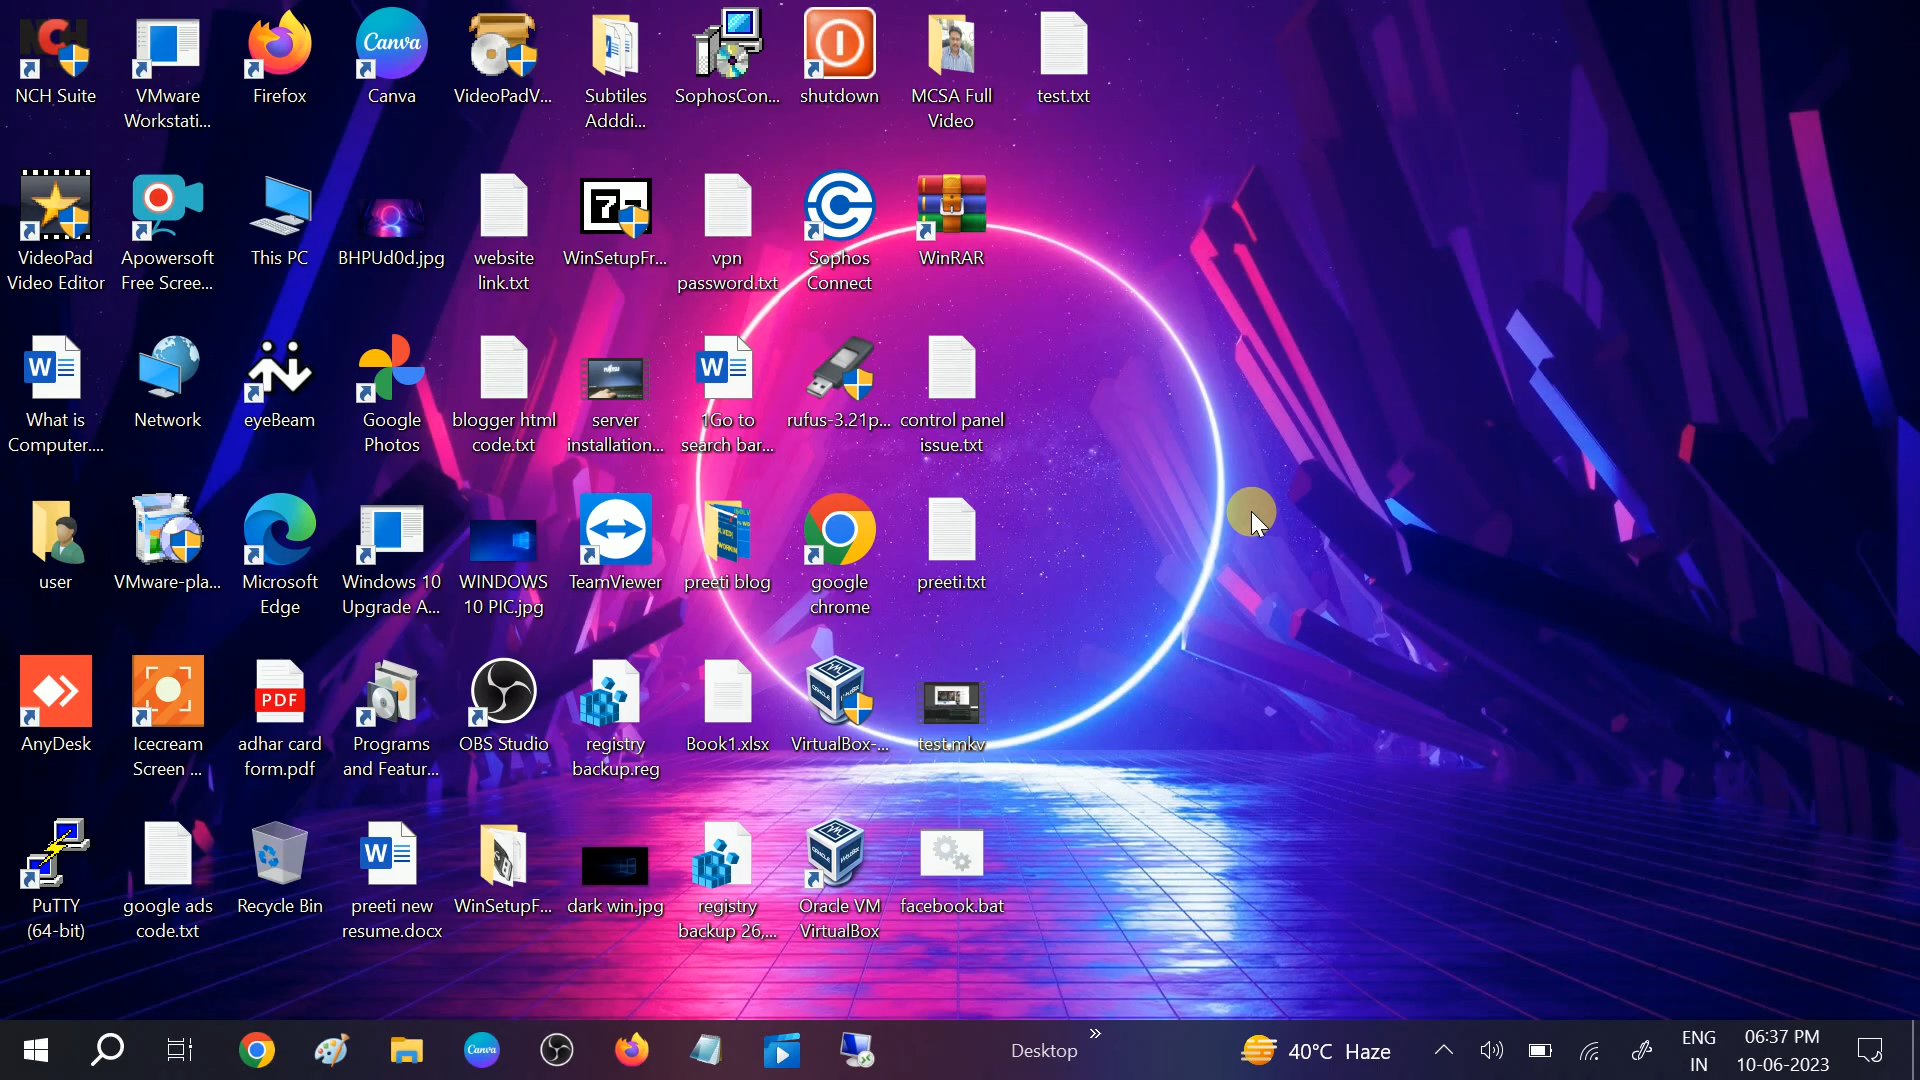 NCH Suite
VMware
Workstati...
Firefox
Canva
Canva
VideoPadV...
Subtiles
Adddi...
SophosCon...
shutdown
MCSA Full
Video
test.txt
VideoPad
Video Editor
Apowersoft
Free Scree...
This PC
BHPUd0d.jpg
website
link.txt
WinSetupFr...
vpn
password.txt
Sophos
Connect
WinRAR
What is
Computer....
Network
eyeBeam
Google
Photos
blogger html
code.txt
server
installation...
1Go to
search bar...
rufus-3.21p...
control panel
issue.txt
user
VMware-pla...
Microsoft
Edge
Windows 10
Upgrade A...
WINDOWS
10 PIC.jpg
TeamViewer
preeti blog
google
chrome
preeti.txt
AnyDesk
Icecream
Screen ...
PDF
adhar card
form.pdf
Programs
and Featur...
OBS Studio
registry
backup.reg
Book1.xlsx
VirtualBox-...
test.mkv
PuTTY
(64-bit)
google ads
code.txt
Recycle Bin
preeti new
resume.docx
WinSetupF...
dark win.jpg
registry
backup 26,...
Oracle VM
VirtualBox
facebook.bat
Canva
Desktop
40°C Haze
ENG
IN
06:37 PM
10-06-2023